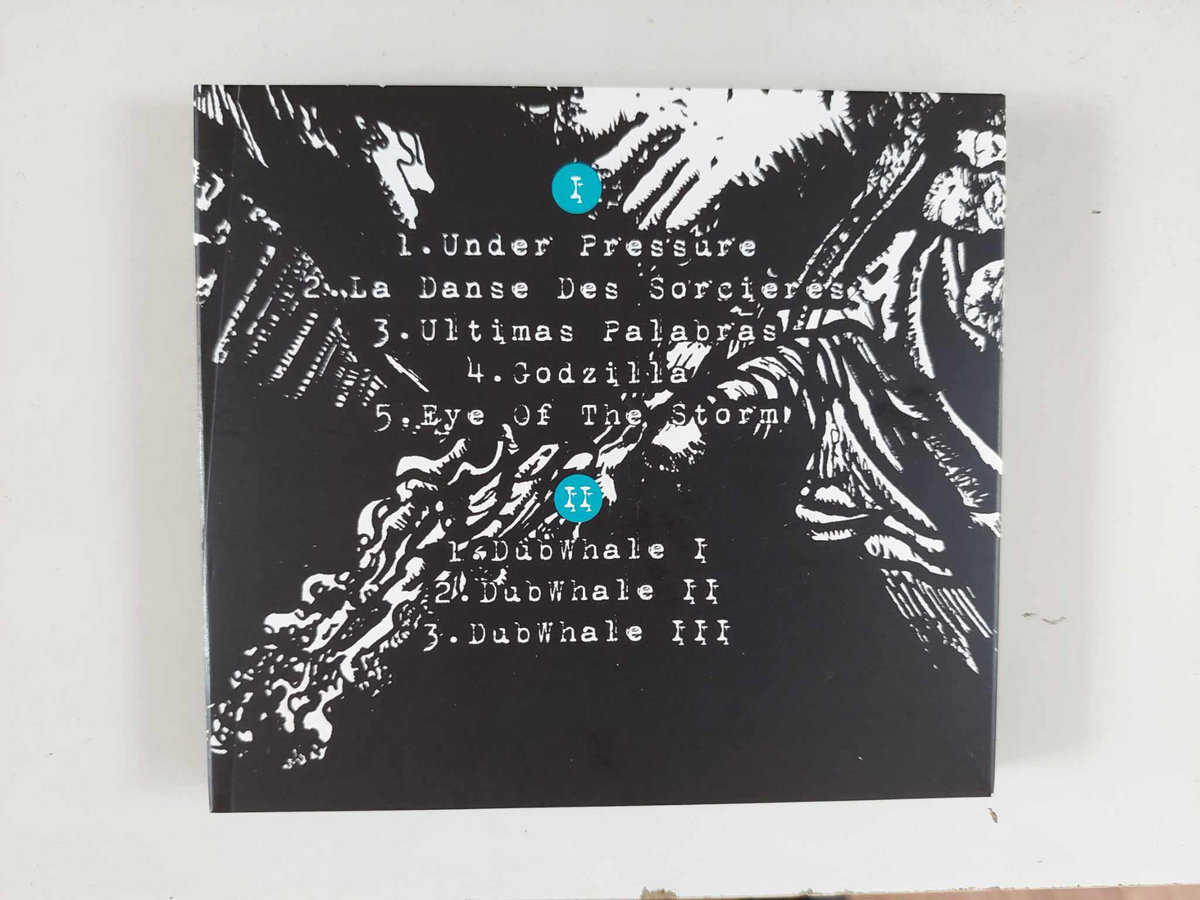 I
1.Under Pressure
2.La Danse Des Sorcières
3.Ultimas Palabras
4.Godzilla
5.Eye Of The Storm
II
1.DubWhale I
2.DubWhale II
3.DubWhale III